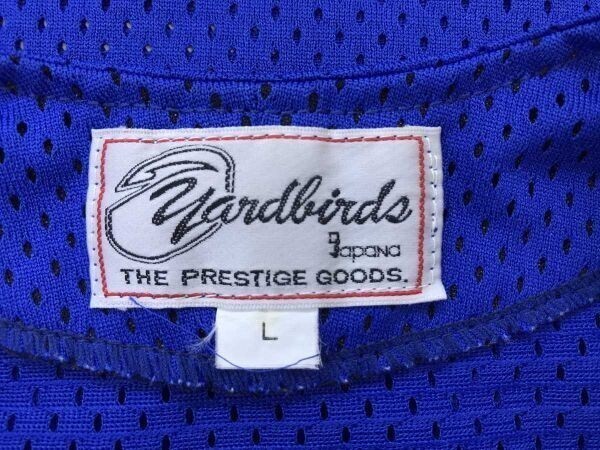 Yardbirds
Japana
THE PRESTIGE GOODS.
L